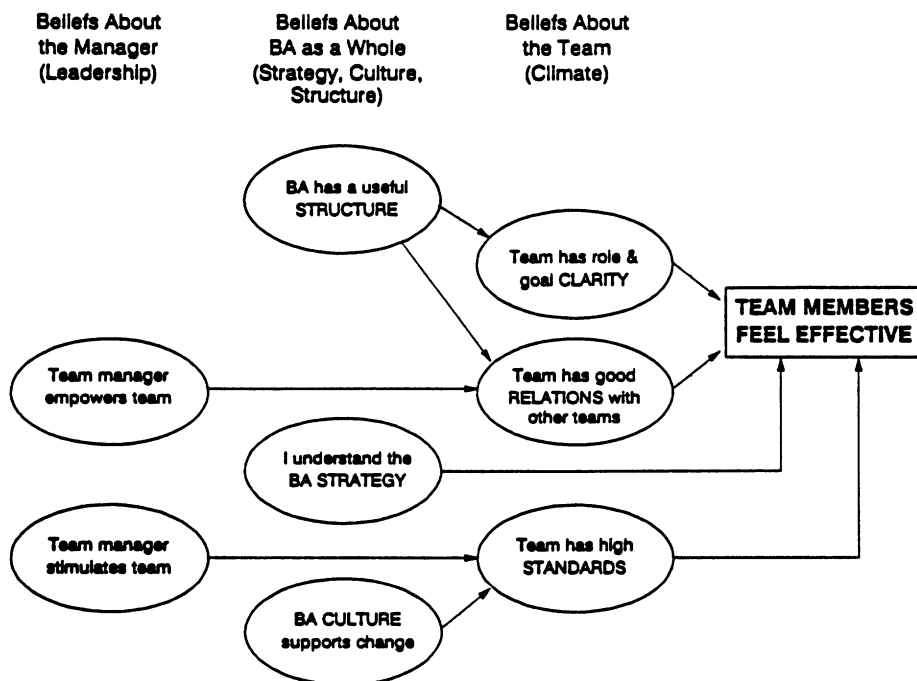 Beliefs About
the Manager
(Leadership)
Beliefs About
BA as a Whole
(Strategy, Culture,
Structure)
Beliefs About
the Team
(Climate)
BA has a useful
STRUCTURE
Team has role &
goal CLARITY
TEAM MEMBERS
FEEL EFFECTIVE
Team manager
empowers team
Team has good
RELATIONS with
other teams
I understand the
BA STRATEGY
Team manager
stimulates team
Team has high
STANDARDS
BA CULTURE
supports change